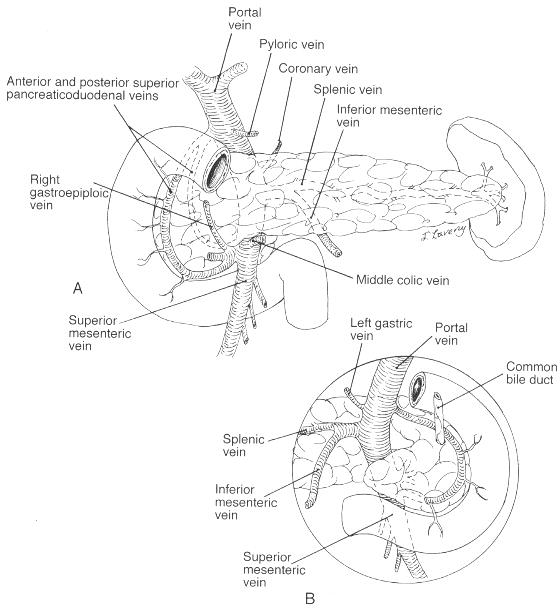 Portal
vein
Pyloric vein
Coronary vein
Splenic vein
Inferior mesenteric
vein
Anterior and posterior superior
pancreaticoduodenal veins
Right
gastroepiploic
vein
A
Superior
mesenteric
vein
Middle colic vein
Left gastric
vein
Portal
vein
Common
bile duct
Splenic
vein
Inferior
mesenteric
vein
Superior
mesenteric
vein
B